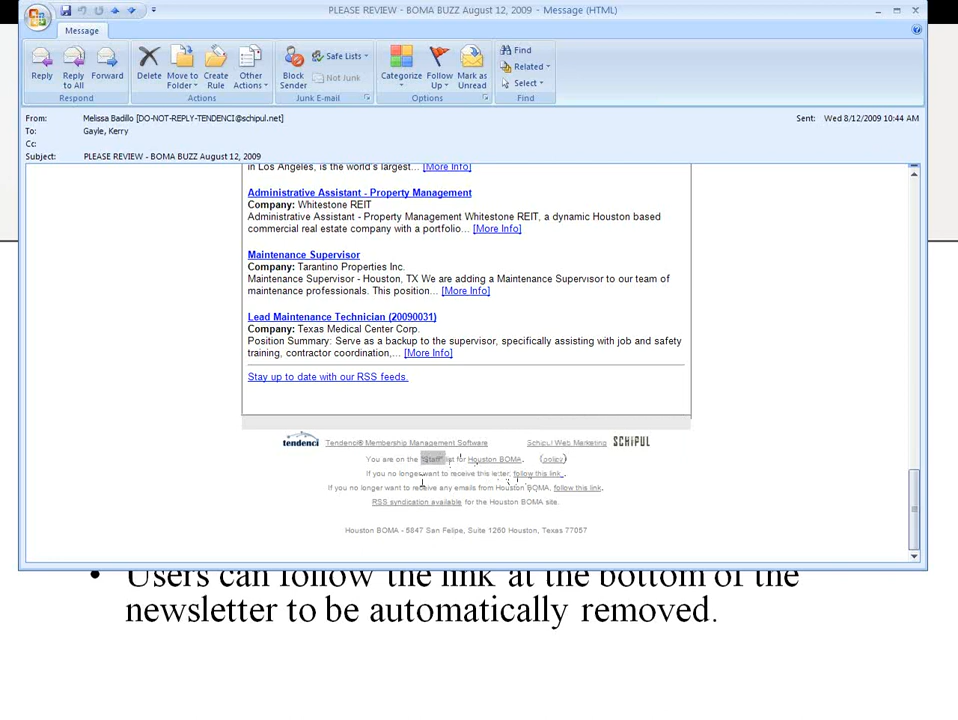 PLEASE REVIEW - BOMA BUZZ August 12, 2009 - Message (HTML)
Message
Reply
Reply to All
Forward
Delete
Move to Folder
Create Rule
Other Actions
Block Sender
Safe Lists
Not Junk
Categorize
Follow Up
Mark as Unread
Find
Related
Select
Respond
Actions
Junk E-mail
Options
Find
From: Melissa Badillo [DO-NOT-REPLY-TENDENCI@schipul.net] Sent: Wed 8/12/2009 10:44 AM
To: Gayle, Kerry
Cc:
Subject: PLEASE REVIEW - BOMA BUZZ August 12, 2009
in Los Angeles, is the world's largest... [More Info]
Administrative Assistant - Property Management
Company: Whitestone REIT
Administrative Assistant - Property Management Whitestone REIT, a dynamic Houston based
commercial real estate company with a portfolio... [More Info]
Maintenance Supervisor
Company: Tarantino Properties Inc.
Maintenance Supervisor - Houston, TX We are adding a Maintenance Supervisor to our team of
maintenance professionals. This position... [More Info]
Lead Maintenance Technician (20090031)
Company: Texas Medical Center Corp.
Position Summary: Serve as a backup to the supervisor, specifically assisting with job and safety
training, contractor coordination,... [More Info]
Stay up to date with our RSS feeds.
tendenci Tendenci® Membership Management Software Schipul Web Marketing SCHIPUL
You are on the "Staff" list for Houston BOMA. (policy)
If you no longer want to receive this letter, follow this link.
If you no longer want to receive any emails from Houston BOMA, follow this link.
RSS syndication available for the Houston BOMA site.
Houston BOMA - 5847 San Felipe, Suite 1260 Houston, Texas 77057
• Users can follow the link at the bottom of the
newsletter to be automatically removed.